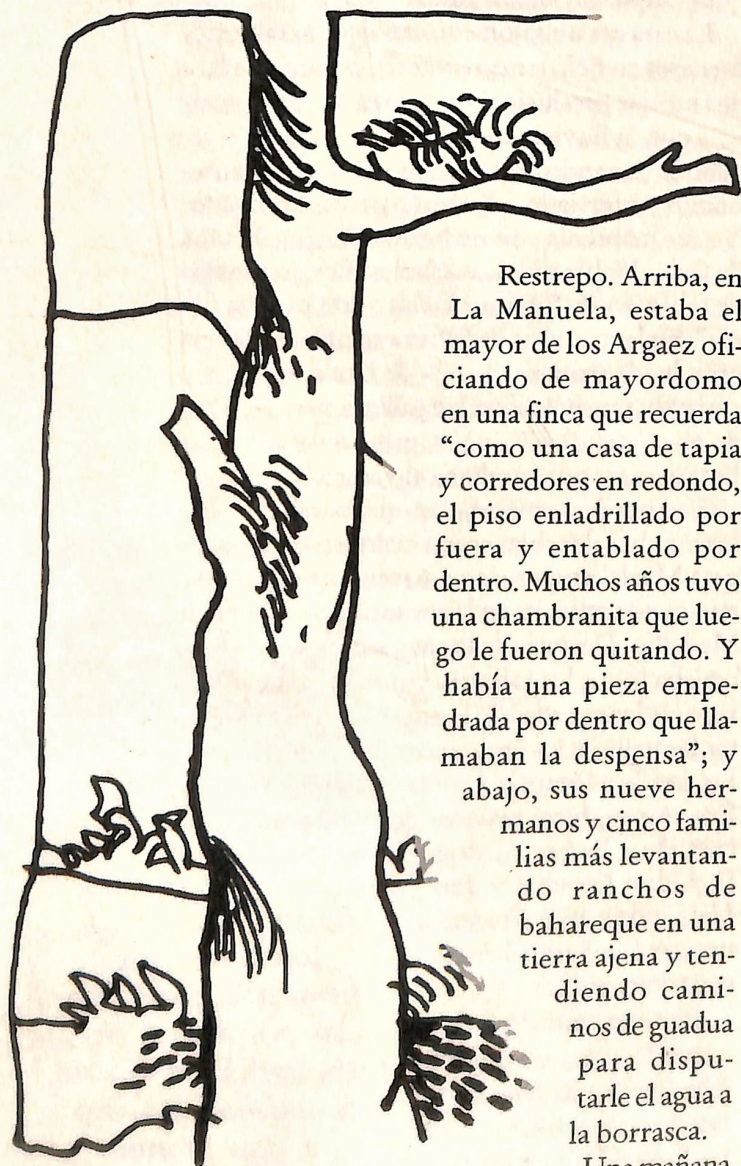 Restrepo. Arriba, en
La Manuela, estaba el
mayor de los Argaez ofi-
ciando de mayordomo
en una finca que recuerda
“como una casa de tapia
y corredores en redondo,
el piso enladrillado por
fuera y entablado por
dentro. Muchos años tuvo
una chambranita que lue-
go le fueron quitando. Y
había una pieza empe-
drada por dentro que lla-
maban la despensa”; y
abajo, sus nueve her-
manos y cinco fami-
lias más levantan-
do ranchos de
bahareque en una
tierra ajena y ten-
diendo cami-
nos de guadua
para dispu-
tarle el agua a
la borrasca.
Una mañana